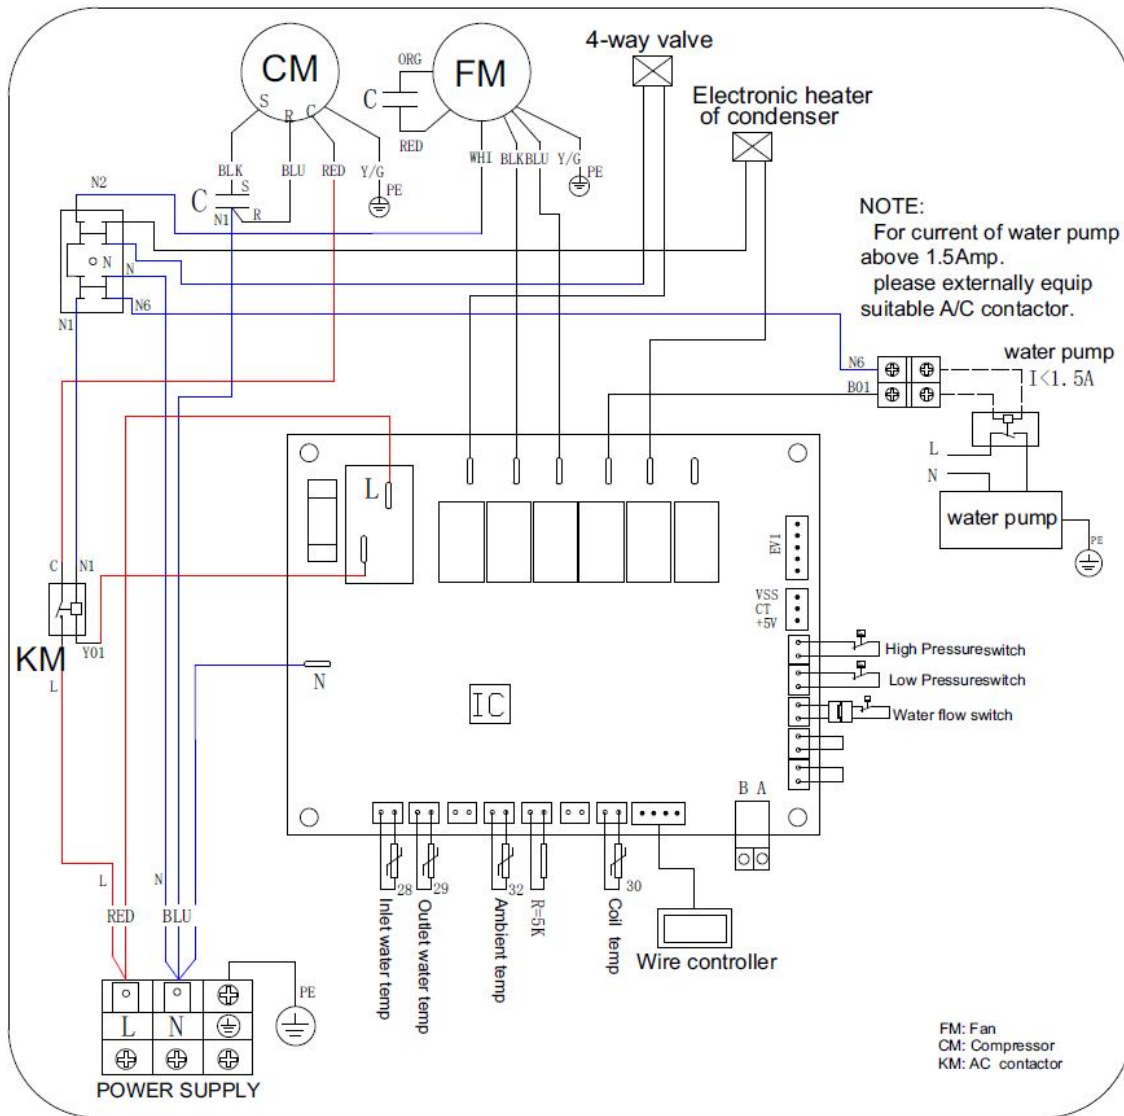 4-way valve
Electronic heater
of condenser
CM
S
R
C
ORG
C
RED
FM
BLK
BLU
RED
Y/G
PE
WHI
BLK
BLU
Y/G
PE
C
S
N1
R
N2
N
N
N6
N1
NOTE:
For current of water pump
above 1.5Amp.
please externally equip
suitable A/C contactor.
N6
B01
water pump
I<1.5A
L
N
water pump
PE
L
EVI
VSS
CT
+5V
High Pressureswitch
Low Pressureswitch
Water flow switch
C
N1
KM
Y01
L
N
IC
B A
28
29
32
30
Inlet water temp
Outlet water temp
Ambient temp
R=5K
Coil temp
Wire controller
L
N
RED
BLU
PE
L
N
POWER SUPPLY
FM: Fan
CM: Compressor
KM: AC contactor